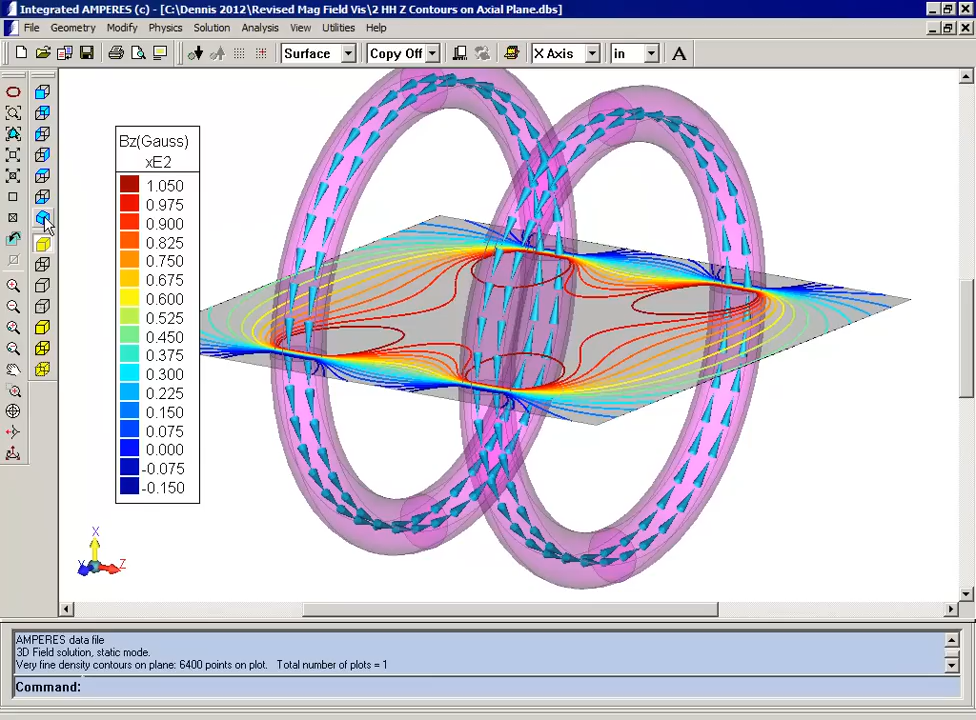 Integrated AMPERES (c) - [C:\Dennis 2012\Revised Mag Field Vis\2 HH Z Contours on Axial Plane.dbs]
File Geometry Modify Physics Solution Analysis View Utilities Help
Surface Copy Off X Axis in A
Bz(Gauss)
xE2
1.050
0.975
0.900
0.825
0.750
0.675
0.600
0.525
0.450
0.375
0.300
0.225
0.150
0.075
0.000
-0.075
-0.150
X
Y Z
AMPERES data file
3D Field solution, static mode.
Very fine density contours on plane: 6400 points on plot. Total number of plots = 1
Command: